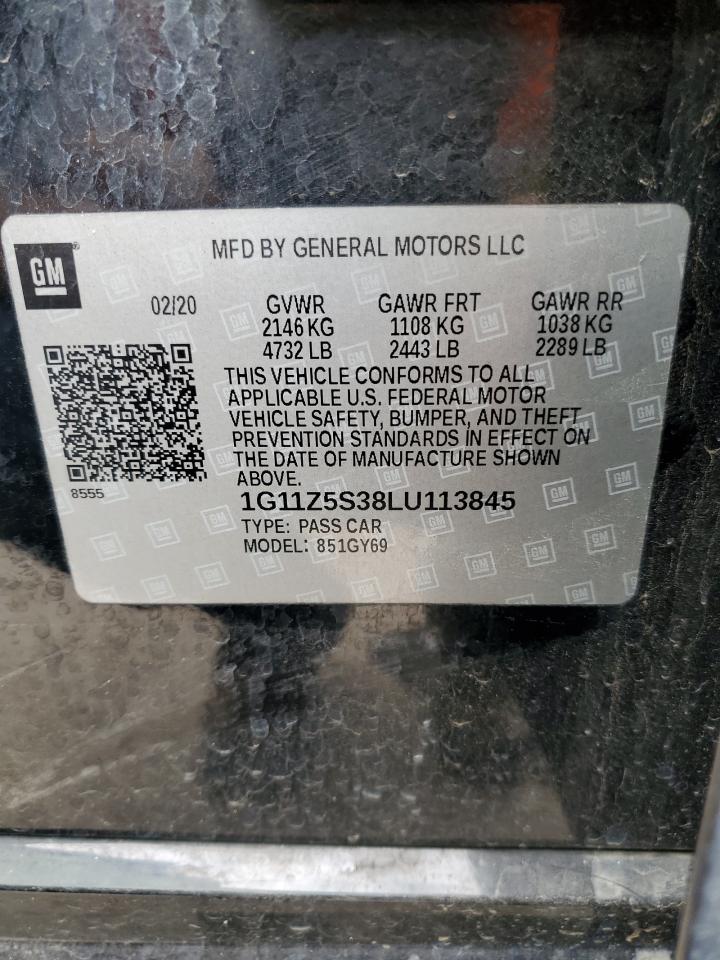 GM
MFD BY GENERAL MOTORS LLC
02/20 GVWR GAWR FRT GAWR RR
2146 KG 1108 KG 1038 KG
4732 LB 2443 LB 2289 LB
THIS VEHICLE CONFORMS TO ALL
APPLICABLE U.S. FEDERAL MOTOR
VEHICLE SAFETY, BUMPER, AND THEFT
PREVENTION STANDARDS IN EFFECT ON
THE DATE OF MANUFACTURE SHOWN
ABOVE.
8555
1G11Z5S38LU113845
TYPE: PASS CAR
MODEL: 851GY69